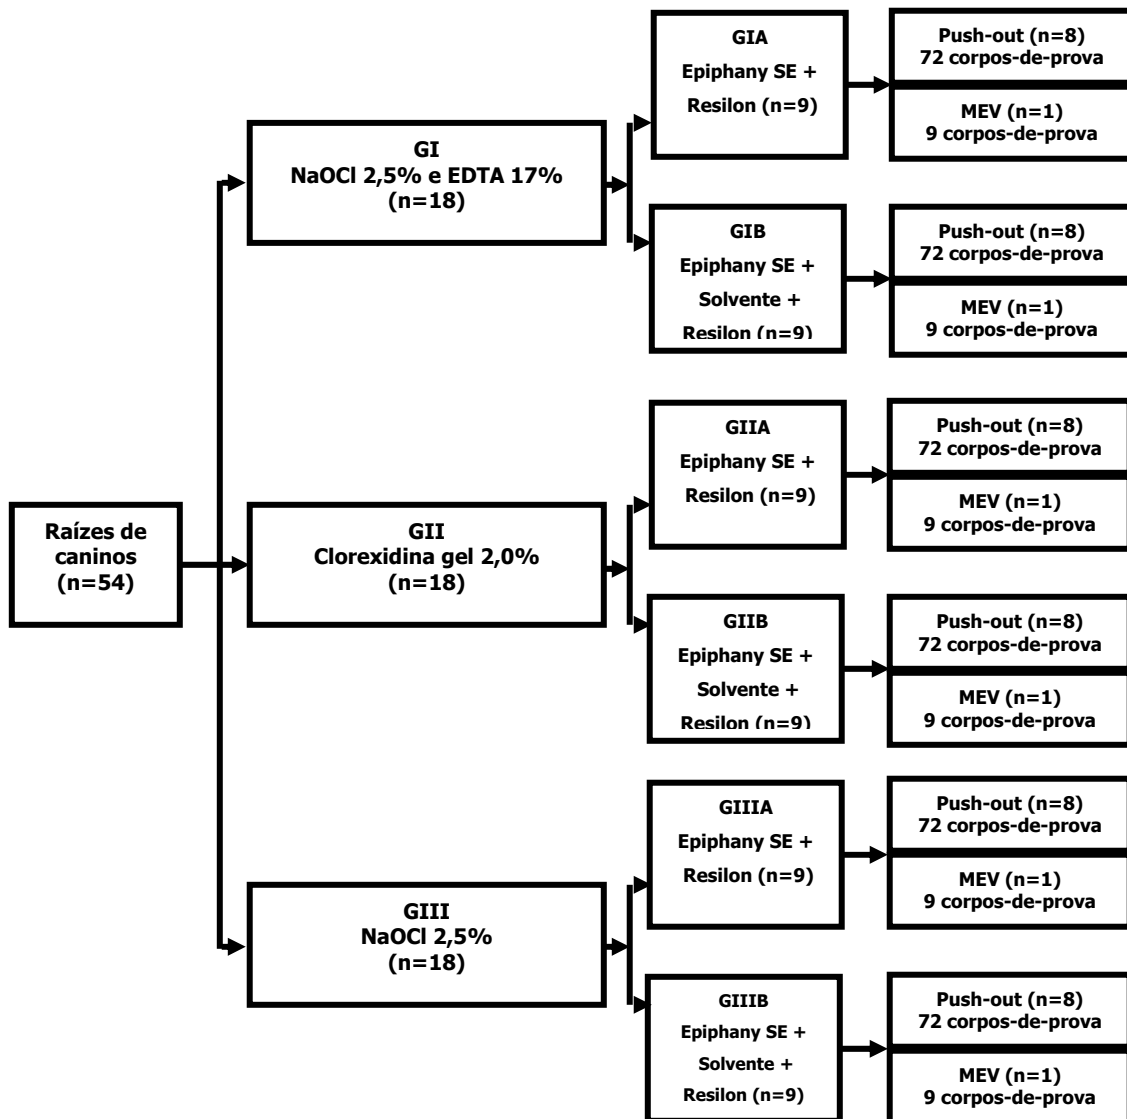 Raízes de
caninos
(n=54)
GI
NaOCl 2,5% e EDTA 17%
(n=18)
GIA
Epiphany SE +
Resilon (n=9)
Push-out (n=8)
72 corpos-de-prova
MEV (n=1)
9 corpos-de-prova
GIB
Epiphany SE +
Solvente +
Resilon (n=9)
Push-out (n=8)
72 corpos-de-prova
MEV (n=1)
9 corpos-de-prova
GII
Clorexidina gel 2,0%
(n=18)
GIIA
Epiphany SE +
Resilon (n=9)
Push-out (n=8)
72 corpos-de-prova
MEV (n=1)
9 corpos-de-prova
GIIB
Epiphany SE +
Solvente +
Resilon (n=9)
Push-out (n=8)
72 corpos-de-prova
MEV (n=1)
9 corpos-de-prova
GIII
NaOCl 2,5%
(n=18)
GIIIA
Epiphany SE +
Resilon (n=9)
Push-out (n=8)
72 corpos-de-prova
MEV (n=1)
9 corpos-de-prova
GIIIB
Epiphany SE +
Solvente +
Resilon (n=9)
Push-out (n=8)
72 corpos-de-prova
MEV (n=1)
9 corpos-de-prova